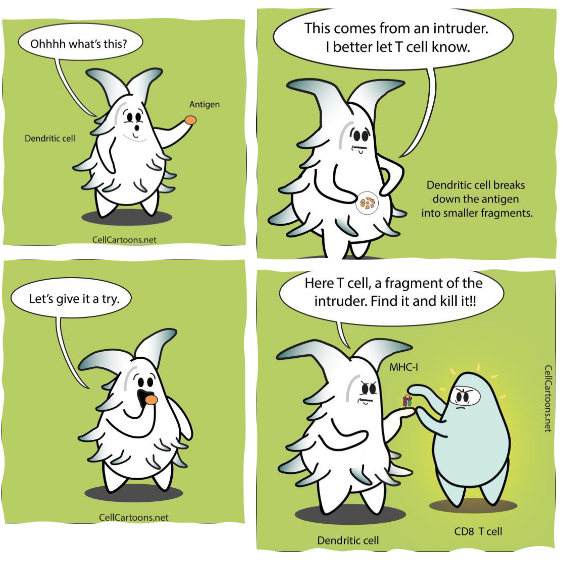 Ohhhh what's this?
Antigen
Dendritic cell
CellCartoons.net
Let's give it a try.
CellCartoons.net
This comes from an intruder.
I better let T cell know.
Dendritic cell breaks
down the antigen
into smaller fragments.
Here T cell, a fragment of the
intruder. Find it and kill it!!
MHC-I
CellCartoons.net
CD8 T cell
Dendritic cell